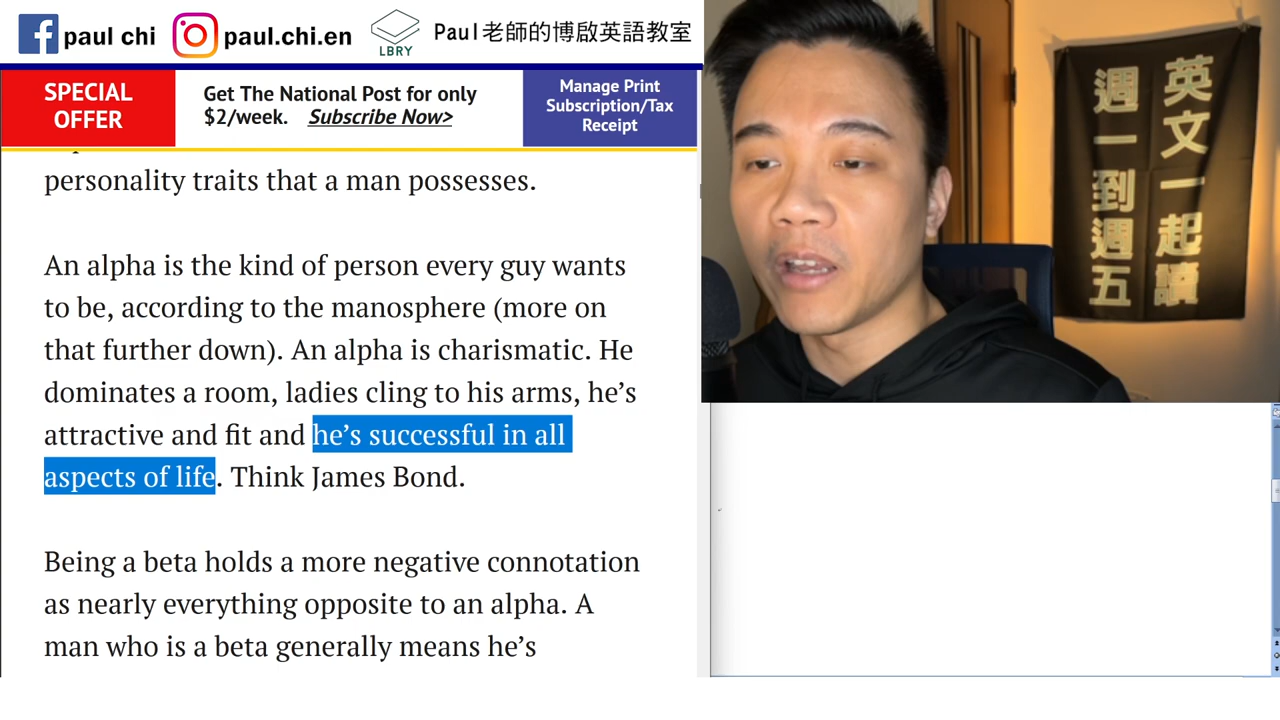 paul chi
paul.chi.en
LBRY
Paul老師的博啟英語教室
SPECIAL
OFFER
Get The National Post for only
$2/week. Subscribe Now>
Manage Print
Subscription/Tax
Receipt
personality traits that a man possesses.
An alpha is the kind of person every guy wants
to be, according to the manosphere (more on
that further down). An alpha is charismatic. He
dominates a room, ladies cling to his arms, he’s
attractive and fit and he’s successful in all
aspects of life. Think James Bond.
Being a beta holds a more negative connotation
as nearly everything opposite to an alpha. A
man who is a beta generally means he’s
英文一起讀
週一到週五